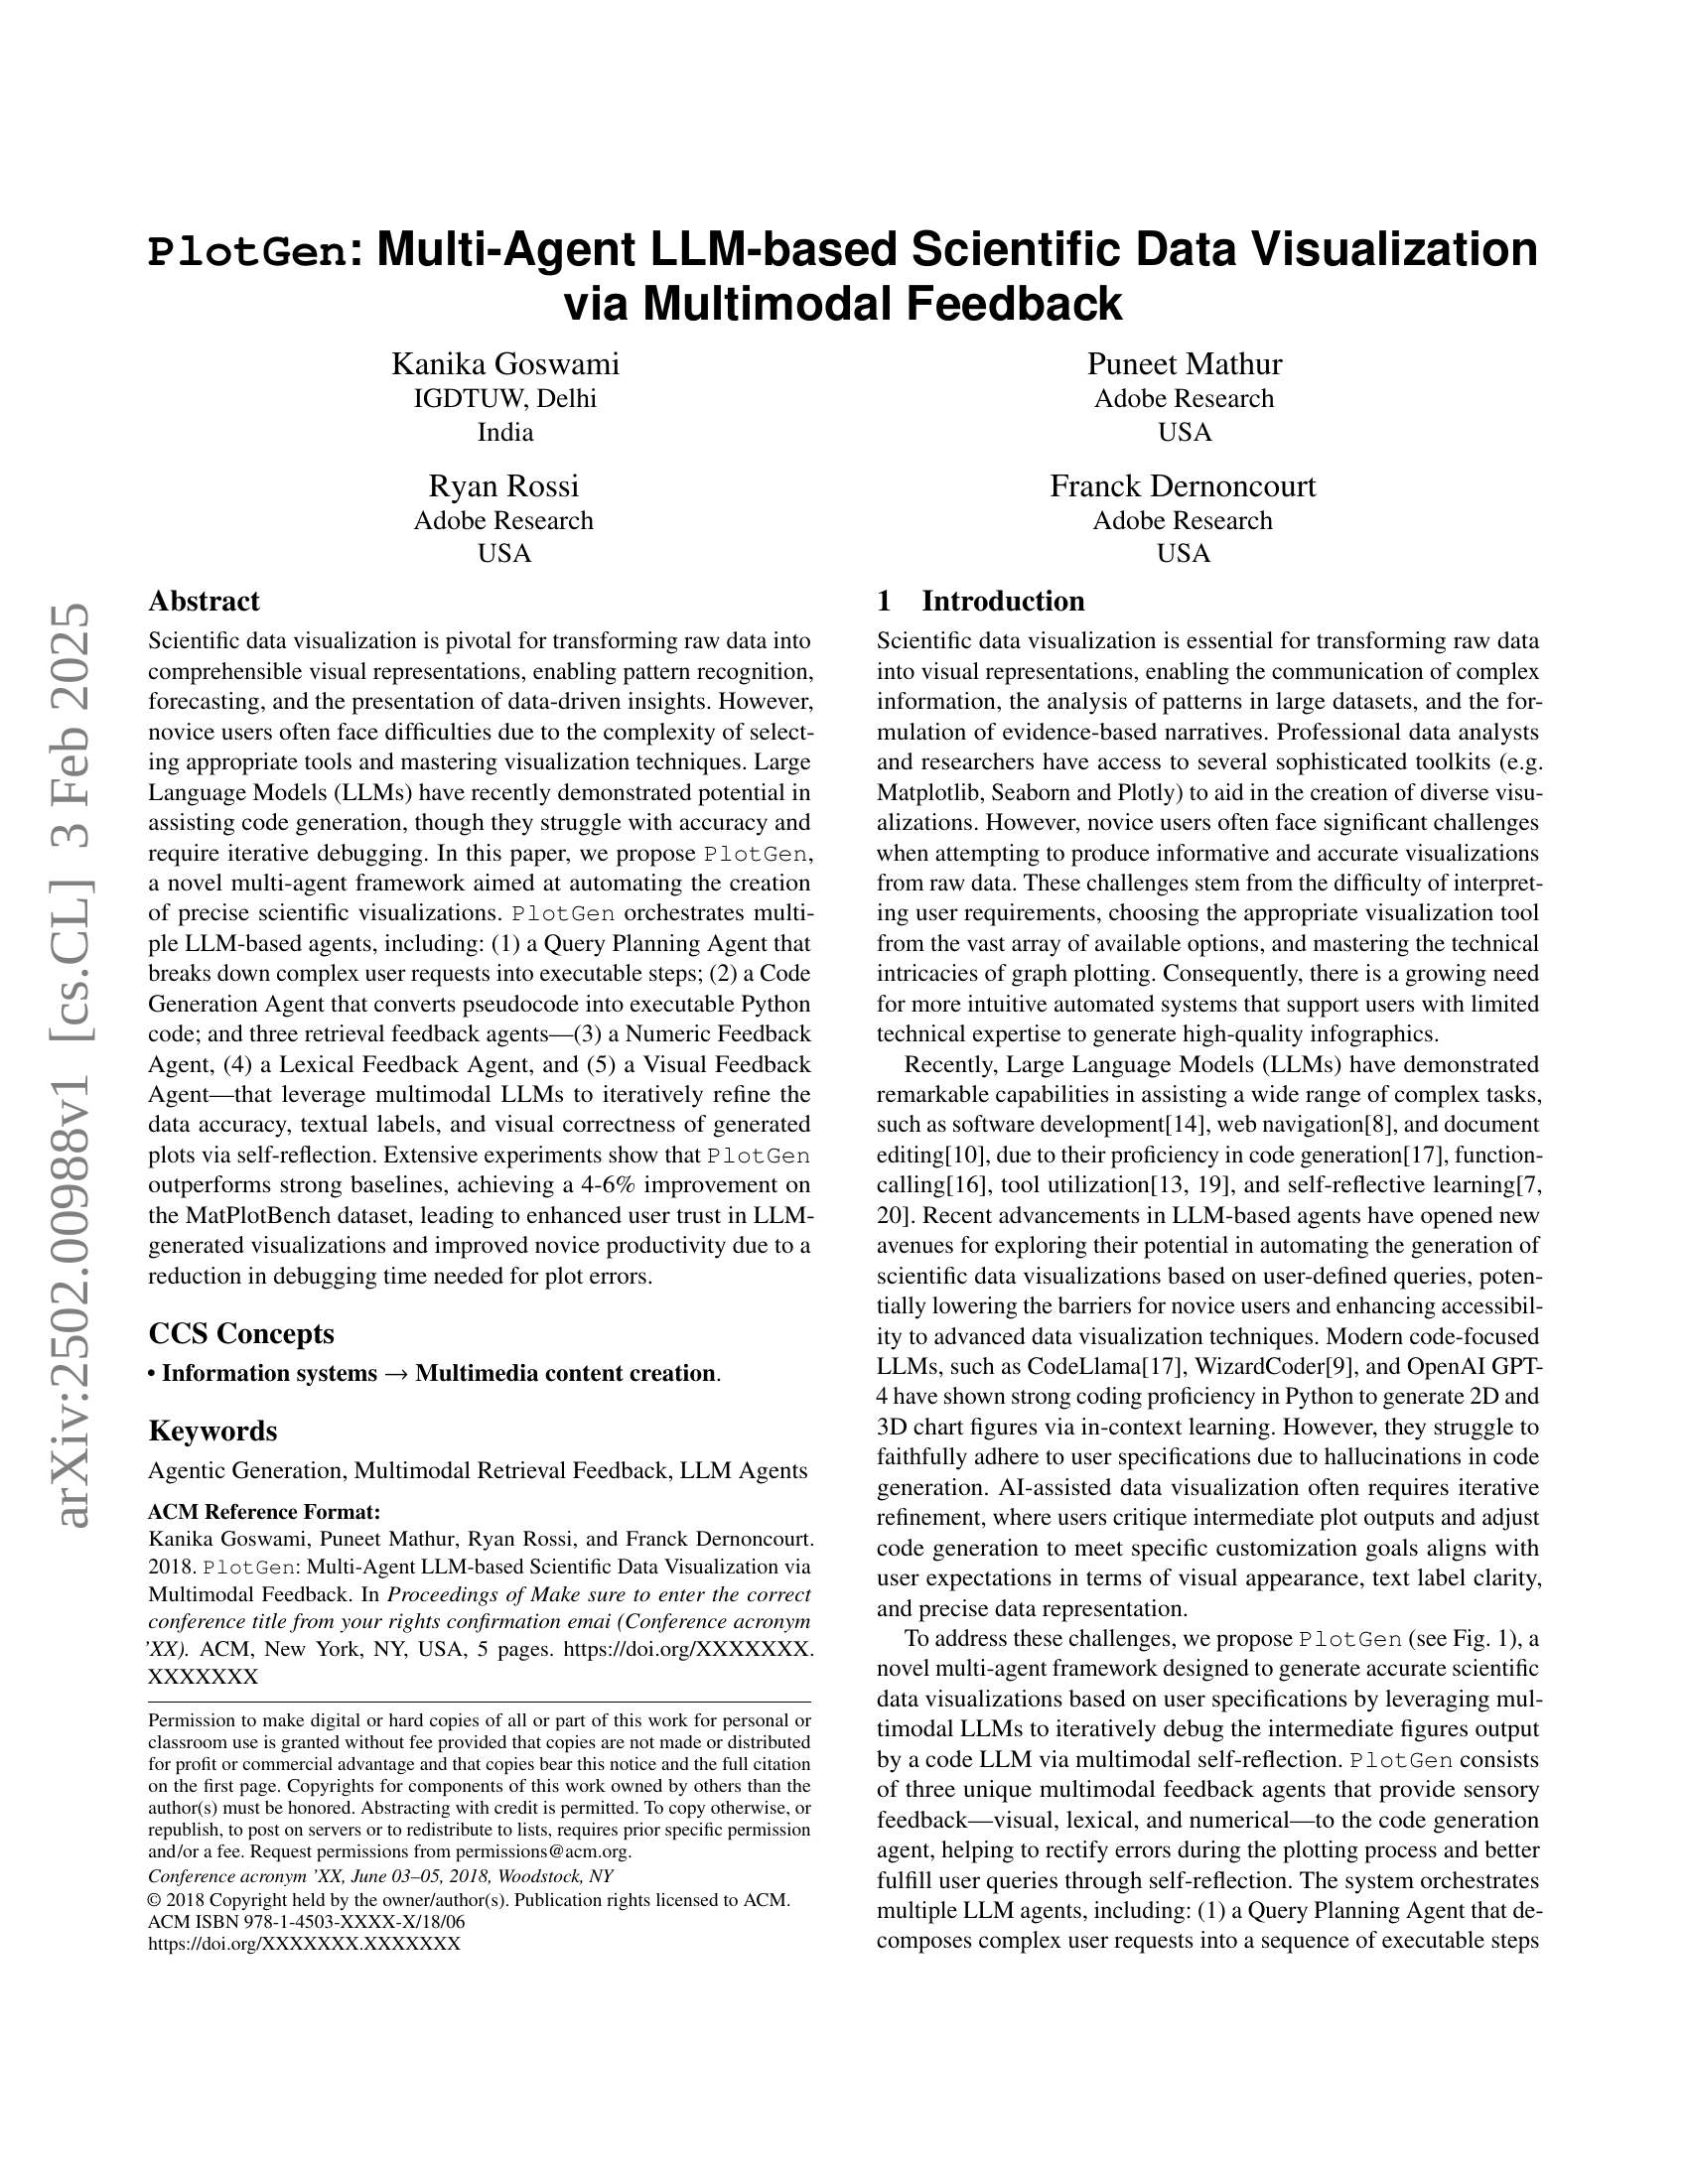 PlotGen: Multi-Agent LLM-based Scientific Data Visualization
via Multimodal Feedback
Kanika Goswami
IGDTUW, Delhi
India
Puneet Mathur
Adobe Research
USA
Ryan Rossi
Adobe Research
USA
Franck Dernoncourt
Adobe Research
USA
arXiv:2502.00988v1 [cs.CL] 3 Feb 2025
Abstract
Scientific data visualization is pivotal for transforming raw data into
comprehensible visual representations, enabling pattern recognition,
forecasting, and the presentation of data-driven insights. However,
novice users often face difficulties due to the complexity of select-
ing appropriate tools and mastering visualization techniques. Large
Language Models (LLMs) have recently demonstrated potential in
assisting code generation, though they struggle with accuracy and
require iterative debugging. In this paper, we propose PlotGen,
a novel multi-agent framework aimed at automating the creation
of precise scientific visualizations. PlotGen orchestrates multi-
ple LLM-based agents, including: (1) a Query Planning Agent that
breaks down complex user requests into executable steps; (2) a Code
Generation Agent that converts pseudocode into executable Python
code; and three retrieval feedback agents—(3) a Numeric Feedback
Agent, (4) a Lexical Feedback Agent, and (5) a Visual Feedback
Agent—that leverage multimodal LLMs to iteratively refine the
data accuracy, textual labels, and visual correctness of generated
plots via self-reflection. Extensive experiments show that PlotGen
outperforms strong baselines, achieving a 4-6% improvement on
the MatPlotBench dataset, leading to enhanced user trust in LLM-
generated visualizations and improved novice productivity due to a
reduction in debugging time needed for plot errors.
CCS Concepts
• Information systems → Multimedia content creation.
Keywords
Agentic Generation, Multimodal Retrieval Feedback, LLM Agents
ACM Reference Format:
Kanika Goswami, Puneet Mathur, Ryan Rossi, and Franck Dernoncourt.
2018. PlotGen: Multi-Agent LLM-based Scientific Data Visualization via
Multimodal Feedback. In Proceedings of Make sure to enter the correct
conference title from your rights confirmation emai (Conference acronym
'XX). ACM, New York, NY, USA, 5 pages. https://doi.org/XXXXXXX.
XXXXXXX
Permission to make digital or hard copies of all or part of this work for personal or
classroom use is granted without fee provided that copies are not made or distributed
for profit or commercial advantage and that copies bear this notice and the full citation
on the first page. Copyrights for components of this work owned by others than the
author(s) must be honored. Abstracting with credit is permitted. To copy otherwise, or
republish, to post on servers or to redistribute to lists, requires prior specific permission
and/or a fee. Request permissions from permissions@acm.org.
Conference acronym 'XX, June 03–05, 2018, Woodstock, NY
© 2018 Copyright held by the owner/author(s). Publication rights licensed to ACM.
ACM ISBN 978-1-4503-XXXX-X/18/06
https://doi.org/XXXXXXX.XXXXXXX
1 Introduction
Scientific data visualization is essential for transforming raw data
into visual representations, enabling the communication of complex
information, the analysis of patterns in large datasets, and the for-
mulation of evidence-based narratives. Professional data analysts
and researchers have access to several sophisticated toolkits (e.g.
Matplotlib, Seaborn and Plotly) to aid in the creation of diverse visu-
alizations. However, novice users often face significant challenges
when attempting to produce informative and accurate visualizations
from raw data. These challenges stem from the difficulty of interpret-
ing user requirements, choosing the appropriate visualization tool
from the vast array of available options, and mastering the technical
intricacies of graph plotting. Consequently, there is a growing need
for more intuitive automated systems that support users with limited
technical expertise to generate high-quality infographics.
Recently, Large Language Models (LLMs) have demonstrated
remarkable capabilities in assisting a wide range of complex tasks,
such as software development[14], web navigation[8], and document
editing[10], due to their proficiency in code generation[17], function-
calling[16], tool utilization[13, 19], and self-reflective learning[7,
20]. Recent advancements in LLM-based agents have opened new
avenues for exploring their potential in automating the generation of
scientific data visualizations based on user-defined queries, poten-
tially lowering the barriers for novice users and enhancing accessibil-
ity to advanced data visualization techniques. Modern code-focused
LLMs, such as CodeLlama[17], WizardCoder[9], and OpenAI GPT-
4 have shown strong coding proficiency in Python to generate 2D and
3D chart figures via in-context learning. However, they struggle to
faithfully adhere to user specifications due to hallucinations in code
generation. AI-assisted data visualization often requires iterative
refinement, where users critique intermediate plot outputs and adjust
code generation to meet specific customization goals aligns with
user expectations in terms of visual appearance, text label clarity,
and precise data representation.
To address these challenges, we propose PlotGen (see Fig. 1), a
novel multi-agent framework designed to generate accurate scientific
data visualizations based on user specifications by leveraging mul-
timodal LLMs to iteratively debug the intermediate figures output
by a code LLM via multimodal self-reflection. PlotGen consists
of three unique multimodal feedback agents that provide sensory
feedback—visual, lexical, and numerical—to the code generation
agent, helping to rectify errors during the plotting process and better
fulfill user queries through self-reflection. The system orchestrates
multiple LLM agents, including: (1) a Query Planning Agent that de-
composes complex user requests into a sequence of executable steps